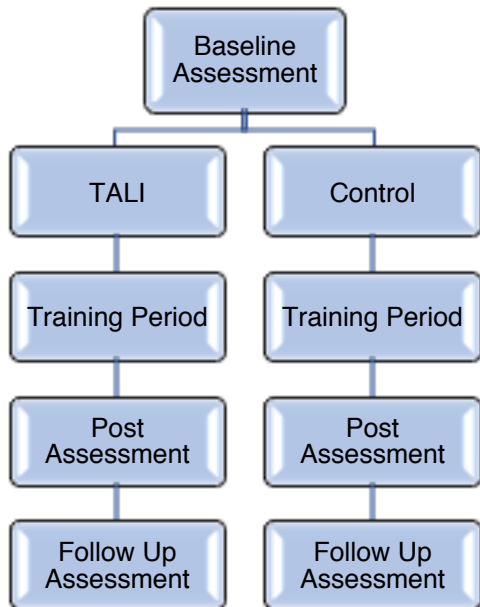 Baseline
Assessment
TALI
Control
Training Period
Training Period
Post
Assessment
Post
Assessment
Follow Up
Assessment
Follow Up
Assessment